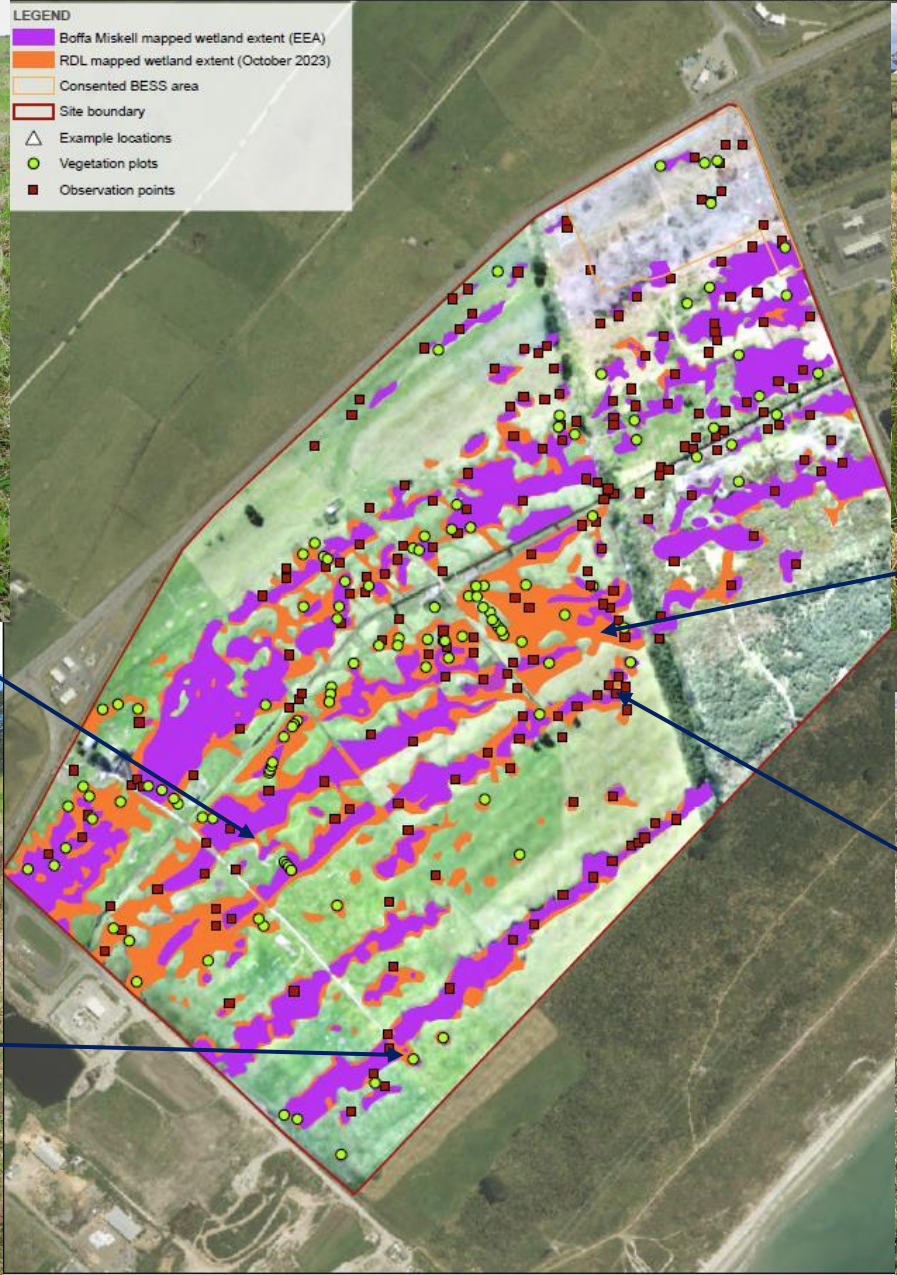 LEGEND
Boffa Miskell mapped wetland extent (EEA)
RDL mapped wetland extent (October 2023)
Consented BESS area
Site boundary
Example locations
Vegetation plots
Observation points